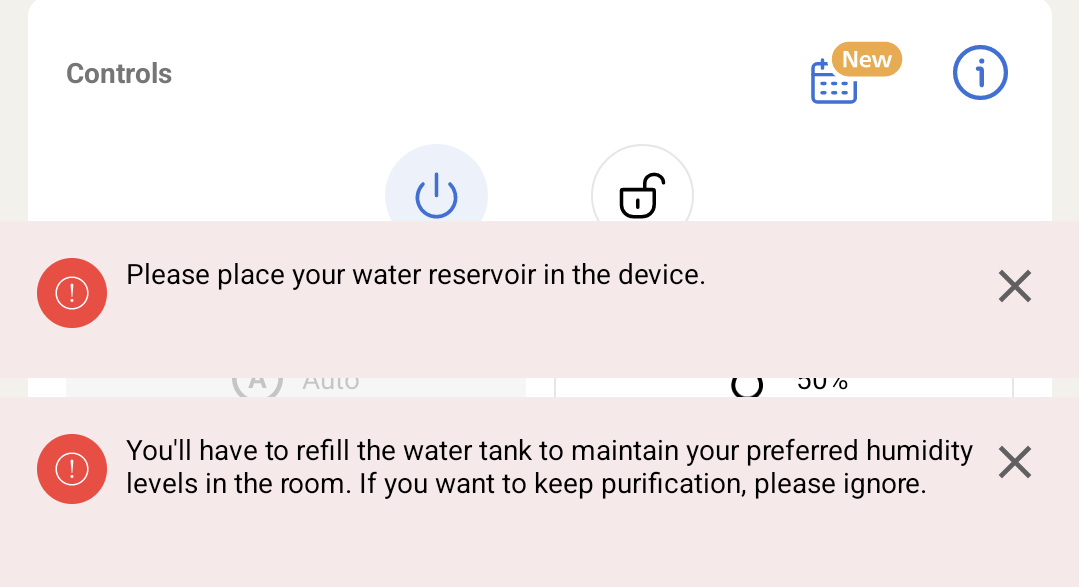 Controls
New
Please place your water reservoir in the device.
A Auto
50%
You'll have to refill the water tank to maintain your preferred humidity
levels in the room. If you want to keep purification, please ignore.